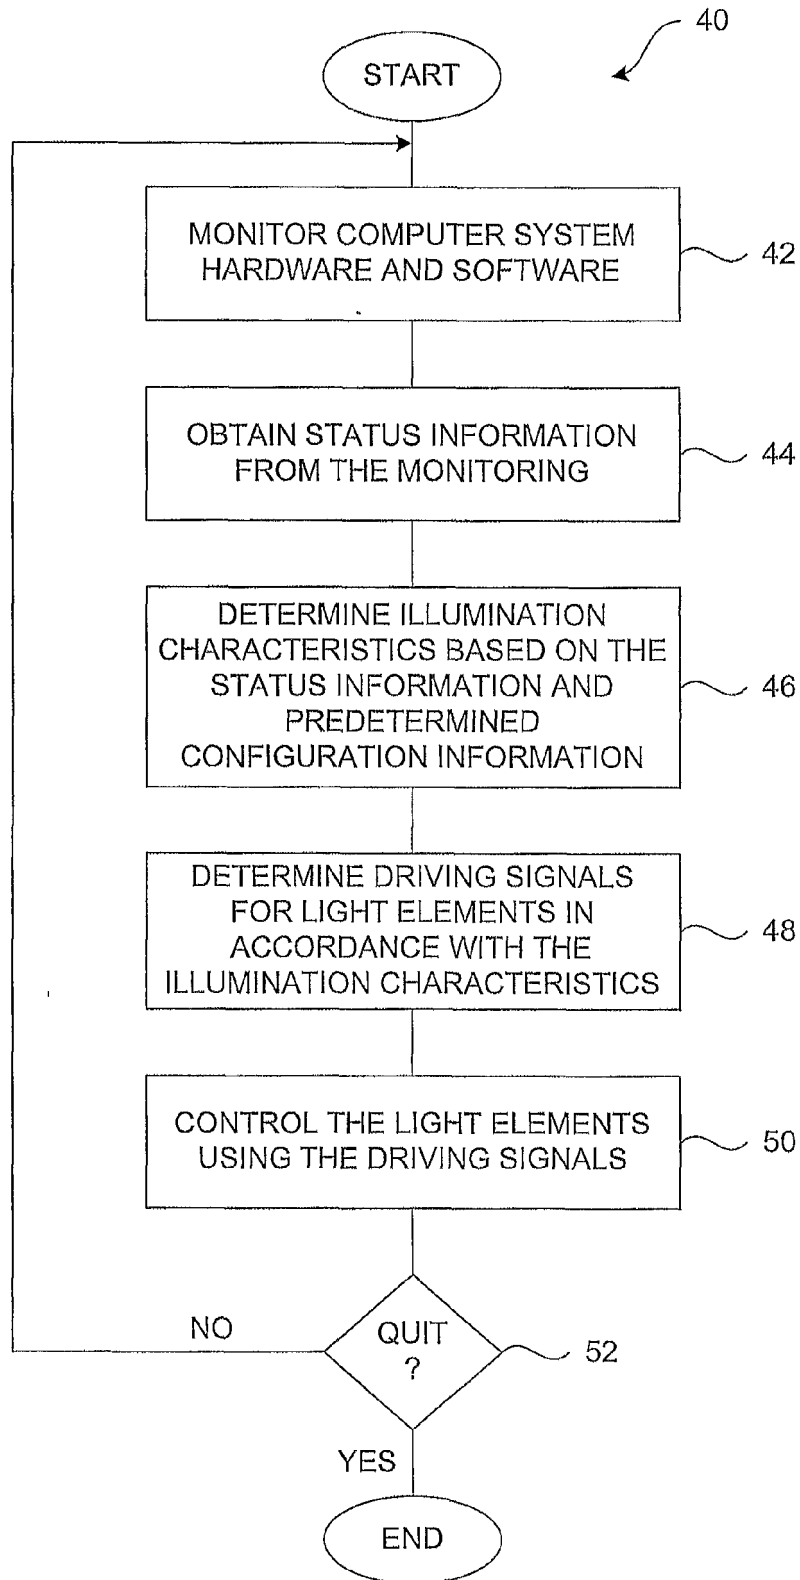 40
START
MONITOR COMPUTER SYSTEM
HARDWARE AND SOFTWARE
42
OBTAIN STATUS INFORMATION
FROM THE MONITORING
44
DETERMINE ILLUMINATION
CHARACTERISTICS BASED ON THE
STATUS INFORMATION AND
PREDETERMINED
CONFIGURATION INFORMATION
46
DETERMINE DRIVING SIGNALS
FOR LIGHT ELEMENTS IN
ACCORDANCE WITH THE
ILLUMINATION CHARACTERISTICS
48
CONTROL THE LIGHT ELEMENTS
USING THE DRIVING SIGNALS
50
NO
QUIT
?
52
YES
END